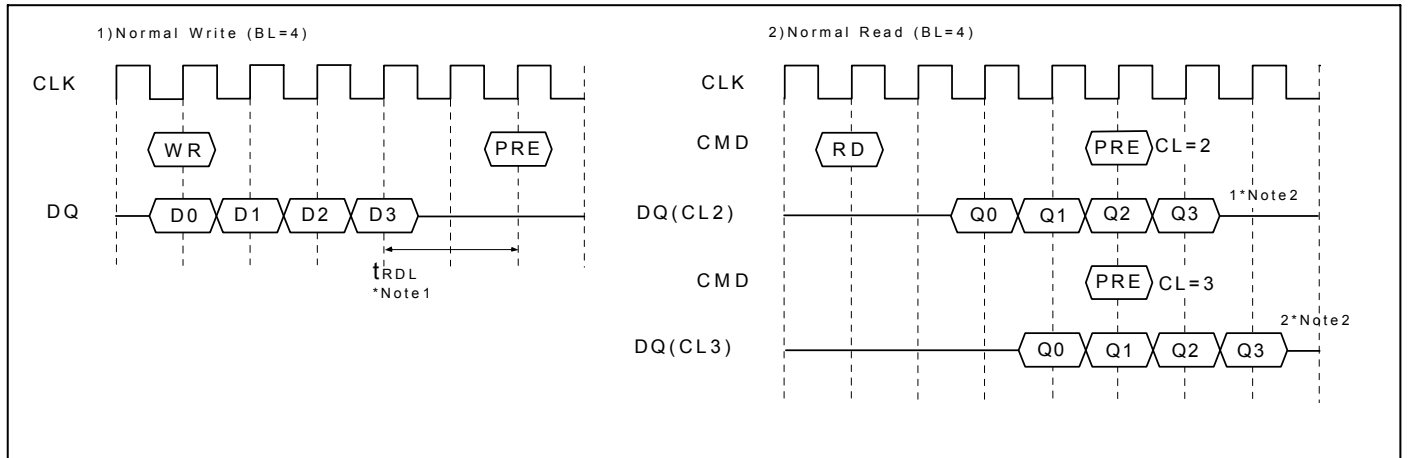 1)Normal Write (BL=4)
CLK
WR
PRE
DQ
D0 D1 D2 D3
tRDL
*Note1
2)Normal Read (BL=4)
CLK
CMD
RD
PRE CL=2
DQ(CL2)
Q0 Q1 Q2 Q3
1*Note2
CMD
PRE CL=3
DQ(CL3)
Q0 Q1 Q2 Q3
2*Note2